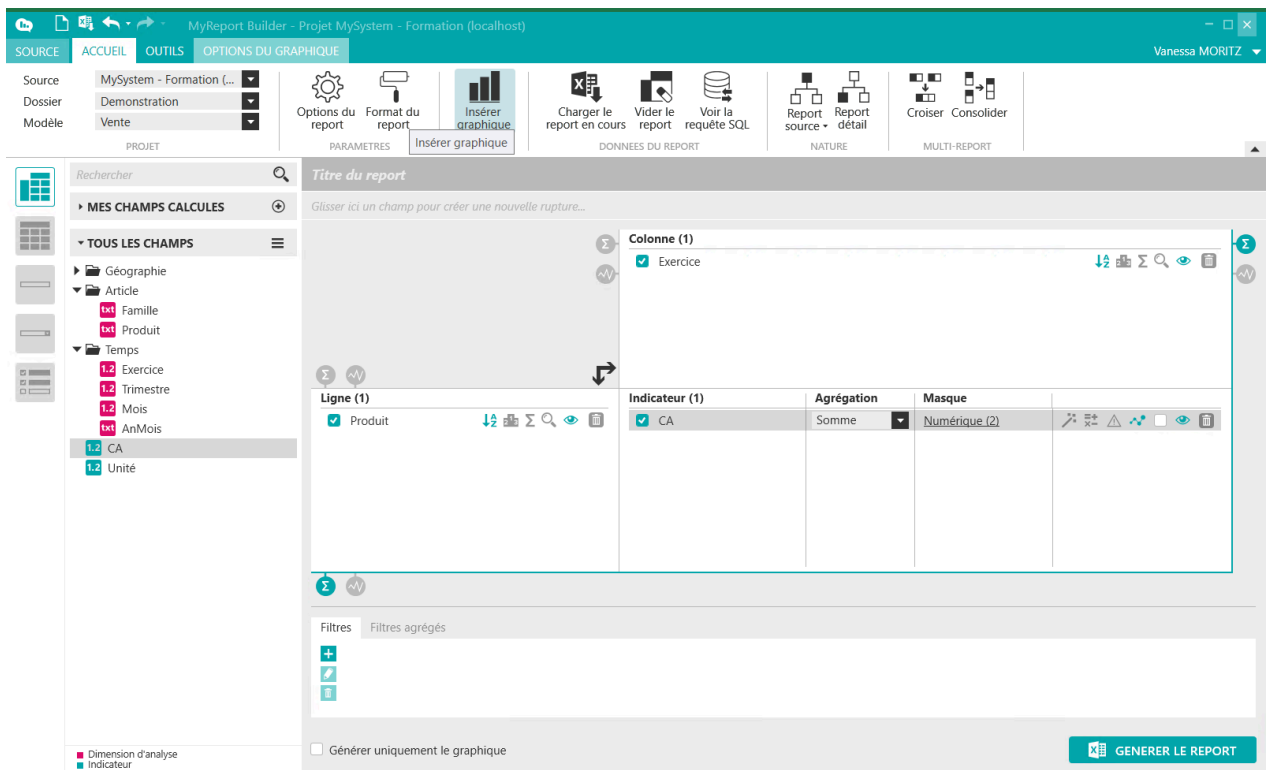 MyReport Builder - Projet MySystem - Formation (localhost)
SOURCE ACCUEIL OUTILS OPTIONS DU GRAPHIQUE Vanessa MORITZ
Source MySystem - Formation (...
Dossier Demonstration
Modèle Vente
PROJET
Options du report
Format du report
PARAMETRES
Insérer graphique
Insérer graphique
Charger le report en cours
Vider le report
Voir la requête SQL
DONNEES DU REPORT
Report source
Report détail
NATURE
Croiser Consolider
MULTI-REPORT
Rechercher
MES CHAMPS CALCULES
TOUS LES CHAMPS
Géographie
Article
txt Famille
txt Produit
Temps
1.2 Exercice
1.2 Trimestre
1.2 Mois
txt AnMois
1.2 CA
1.2 Unité
Dimension d'analyse
Indicateur
Titre du report
Glisser ici un champ pour créer une nouvelle rupture...
Colonne (1)
Exercice
Ligne (1)
Produit
Indicateur (1) Agrégation Masque
CA Somme Numérique (2)
Filtres Filtres agrégés
Générer uniquement le graphique
GENERER LE REPORT